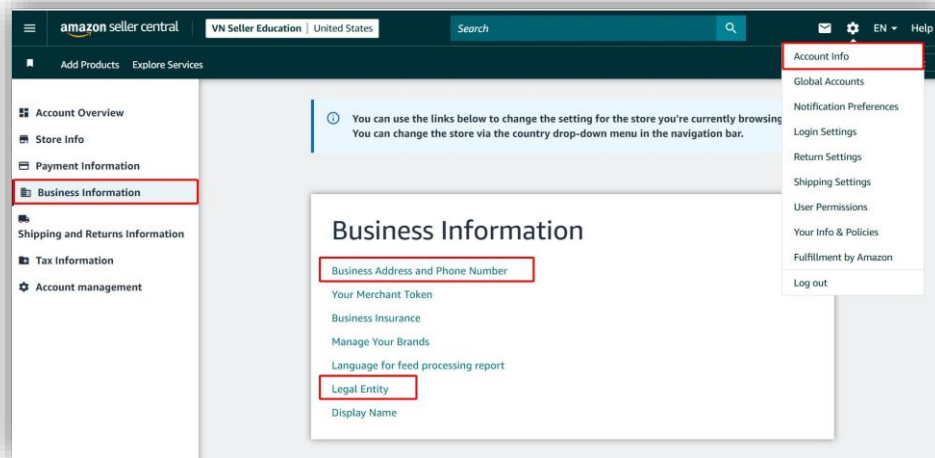 amazon seller central
VN Seller Education | United States
Search
EN
Help
Add Products Explore Services
Account Info
Global Accounts
Notification Preferences
Login Settings
Return Settings
Shipping Settings
User Permissions
Your Info & Policies
Fulfillment by Amazon
Log out
Account Overview
Store Info
Payment Information
Business Information
Shipping and Returns Information
Tax Information
Account management
You can use the links below to change the setting for the store you're currently browsing
You can change the store via the country drop-down menu in the navigation bar.
Business Information
Business Address and Phone Number
Your Merchant Token
Business Insurance
Manage Your Brands
Language for feed processing report
Legal Entity
Display Name